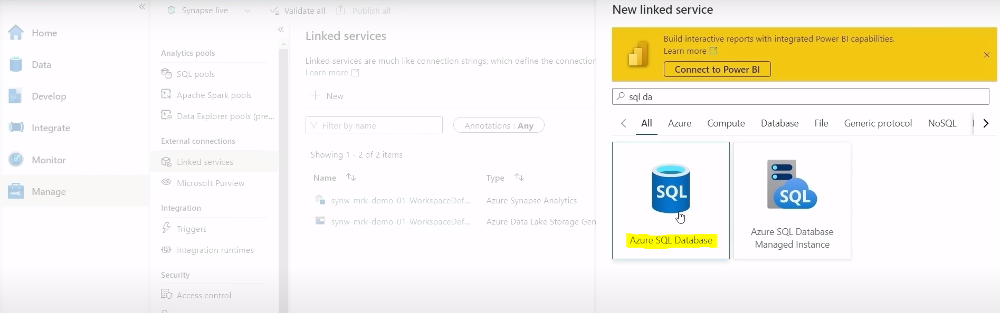 Home
Data
Develop
Integrate
Monitor
Manage
Synapse live
Validate all
Publish all
Analytics pools
SQL pools
Apache Spark pools
Data Explorer pools (pre...
External connections
Linked services
Microsoft Purview
Integration
Triggers
Integration runtimes
Security
Access control
Linked services
Linked services are much like connection strings, which define the connection
Learn more
New
Filter by name
Annotations : Any
Showing 1 - 2 of 2 items
Name Type
synw-mrk-demo-01-WorkspaceDef... Azure Synapse Analytics
synw-mrk-demo-01-WorkspaceDef... Azure Data Lake Storage Gen
New linked service
Build interactive reports with integrated Power BI capabilities.
Learn more
Connect to Power BI
sql da
All Azure Compute Database File Generic protocol NoSQL
SQL
Azure SQL Database
SQL
Azure SQL Database
Managed Instance